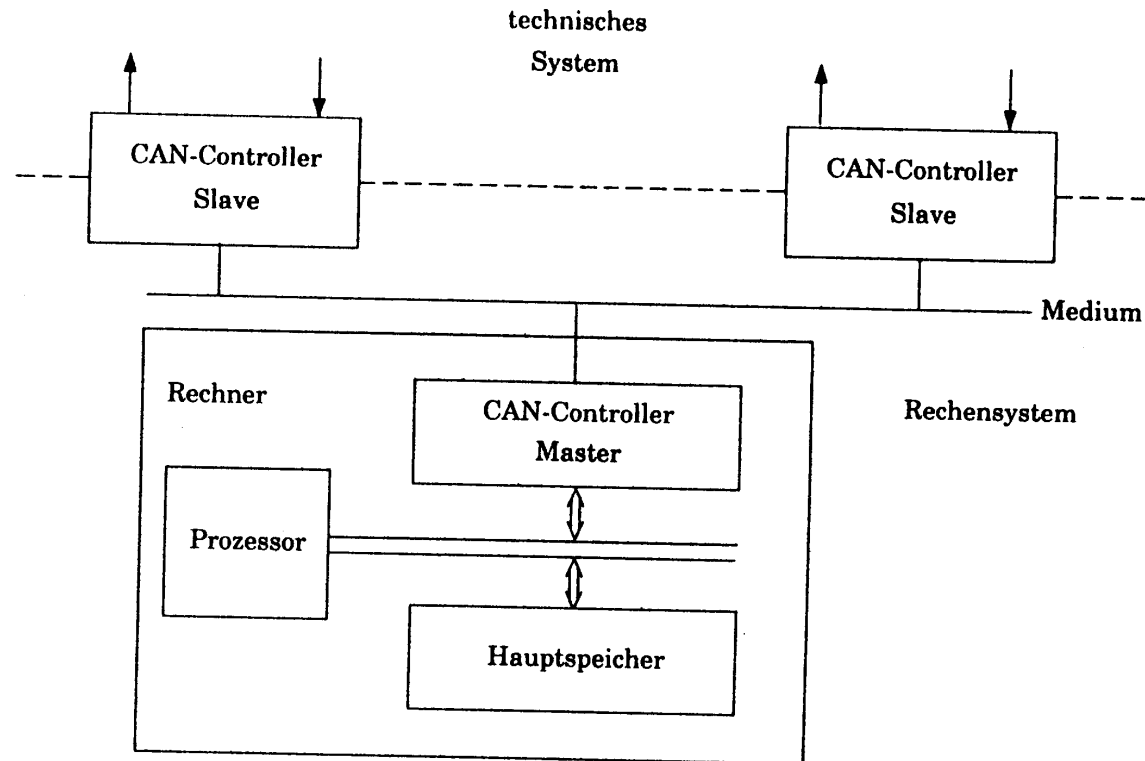 technisches
System
CAN-Controller
Slave
CAN-Controller
Slave
Medium
Rechner
CAN-Controller
Master
Rechensystem
Prozessor
Hauptspeicher